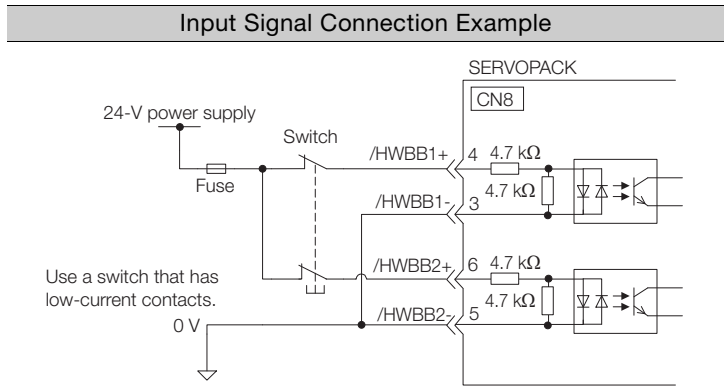 Input Signal Connection Example
SERVOPACK
CN8
24-V power supply
Switch
Fuse
/HWBB1+ 4 4.7 kΩ
4.7 kΩ
/HWBB1- 3
/HWBB2+ 6 4.7 kΩ
4.7 kΩ
/HWBB2- 5
Use a switch that has
low-current contacts.
0 V